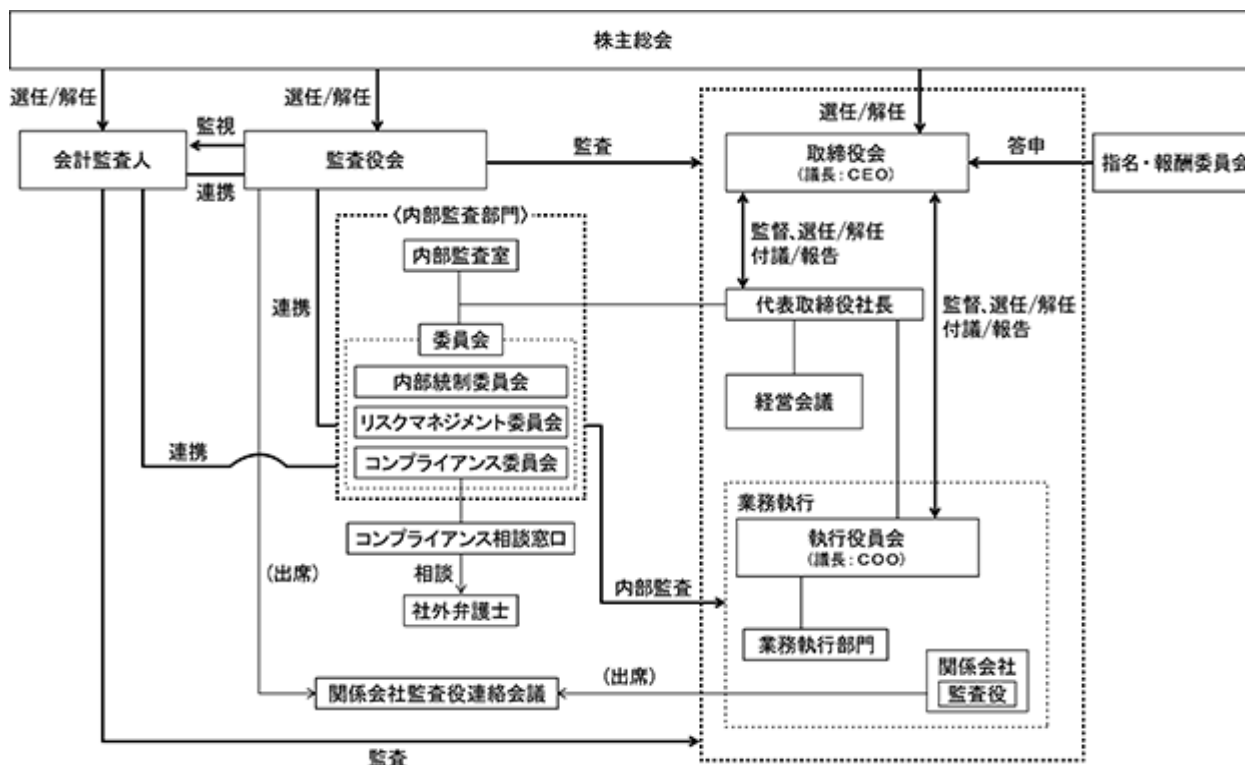 株主総会
選任/解任
選任/解任
選任/解任
会計監査人
監視
連携
監査役会
監査
取締役会
(議長:CEO)
答申
指名・報酬委員会
〈内部監査部門〉
内部監査室
監督、選任/解任
付議/報告
連携
代表取締役社長
監督、選任/解任
付議/報告
委員会
内部統制委員会
経営会議
リスクマネジメント委員会
連携
コンプライアンス委員会
業務執行
コンプライアンス相談窓口
執行役員会
(議長:COO)
(出席)
相談
内部監査
社外弁護士
業務執行部門
関係会社
監査役
(出席)
関係会社監査役連絡会議
監査